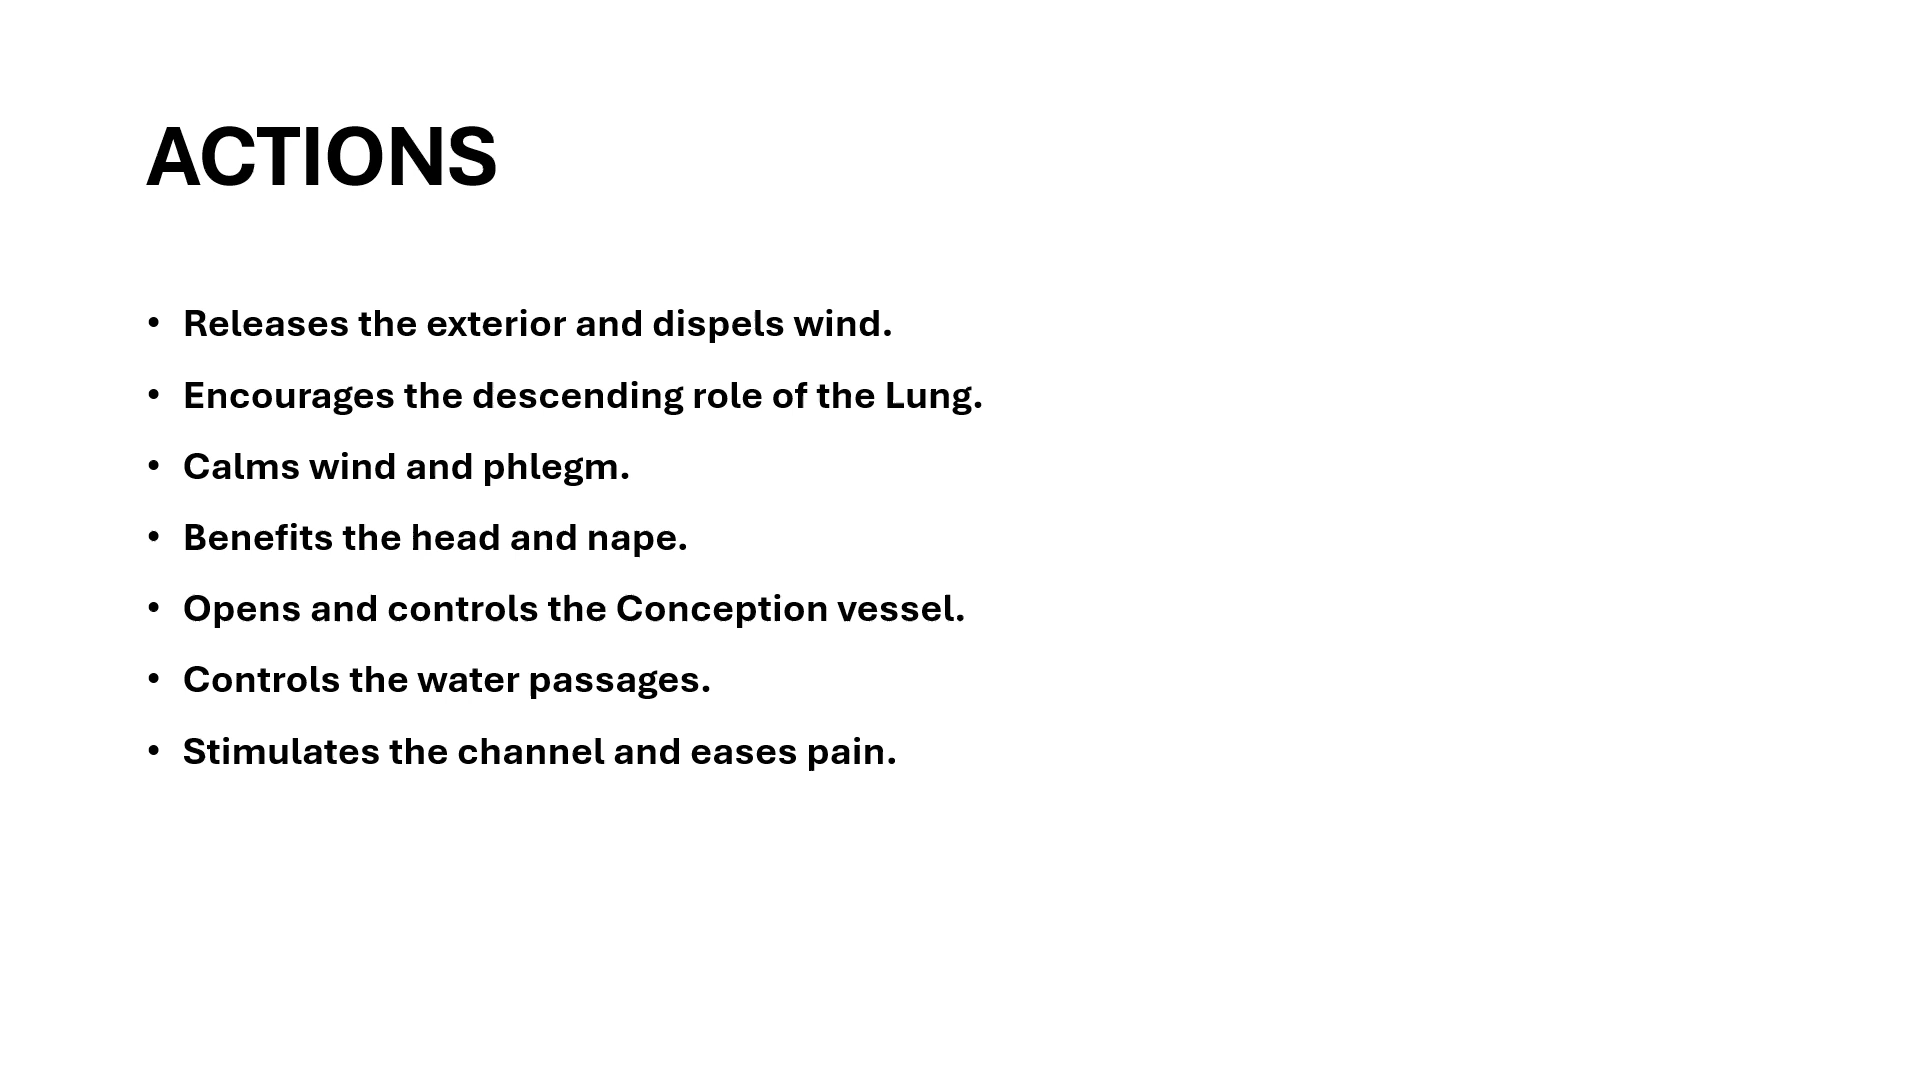 ACTIONS
• Releases the exterior and dispels wind.
• Encourages the descending role of the Lung.
• Calms wind and phlegm.
• Benefits the head and nape.
• Opens and controls the Conception vessel.
• Controls the water passages.
• Stimulates the channel and eases pain.